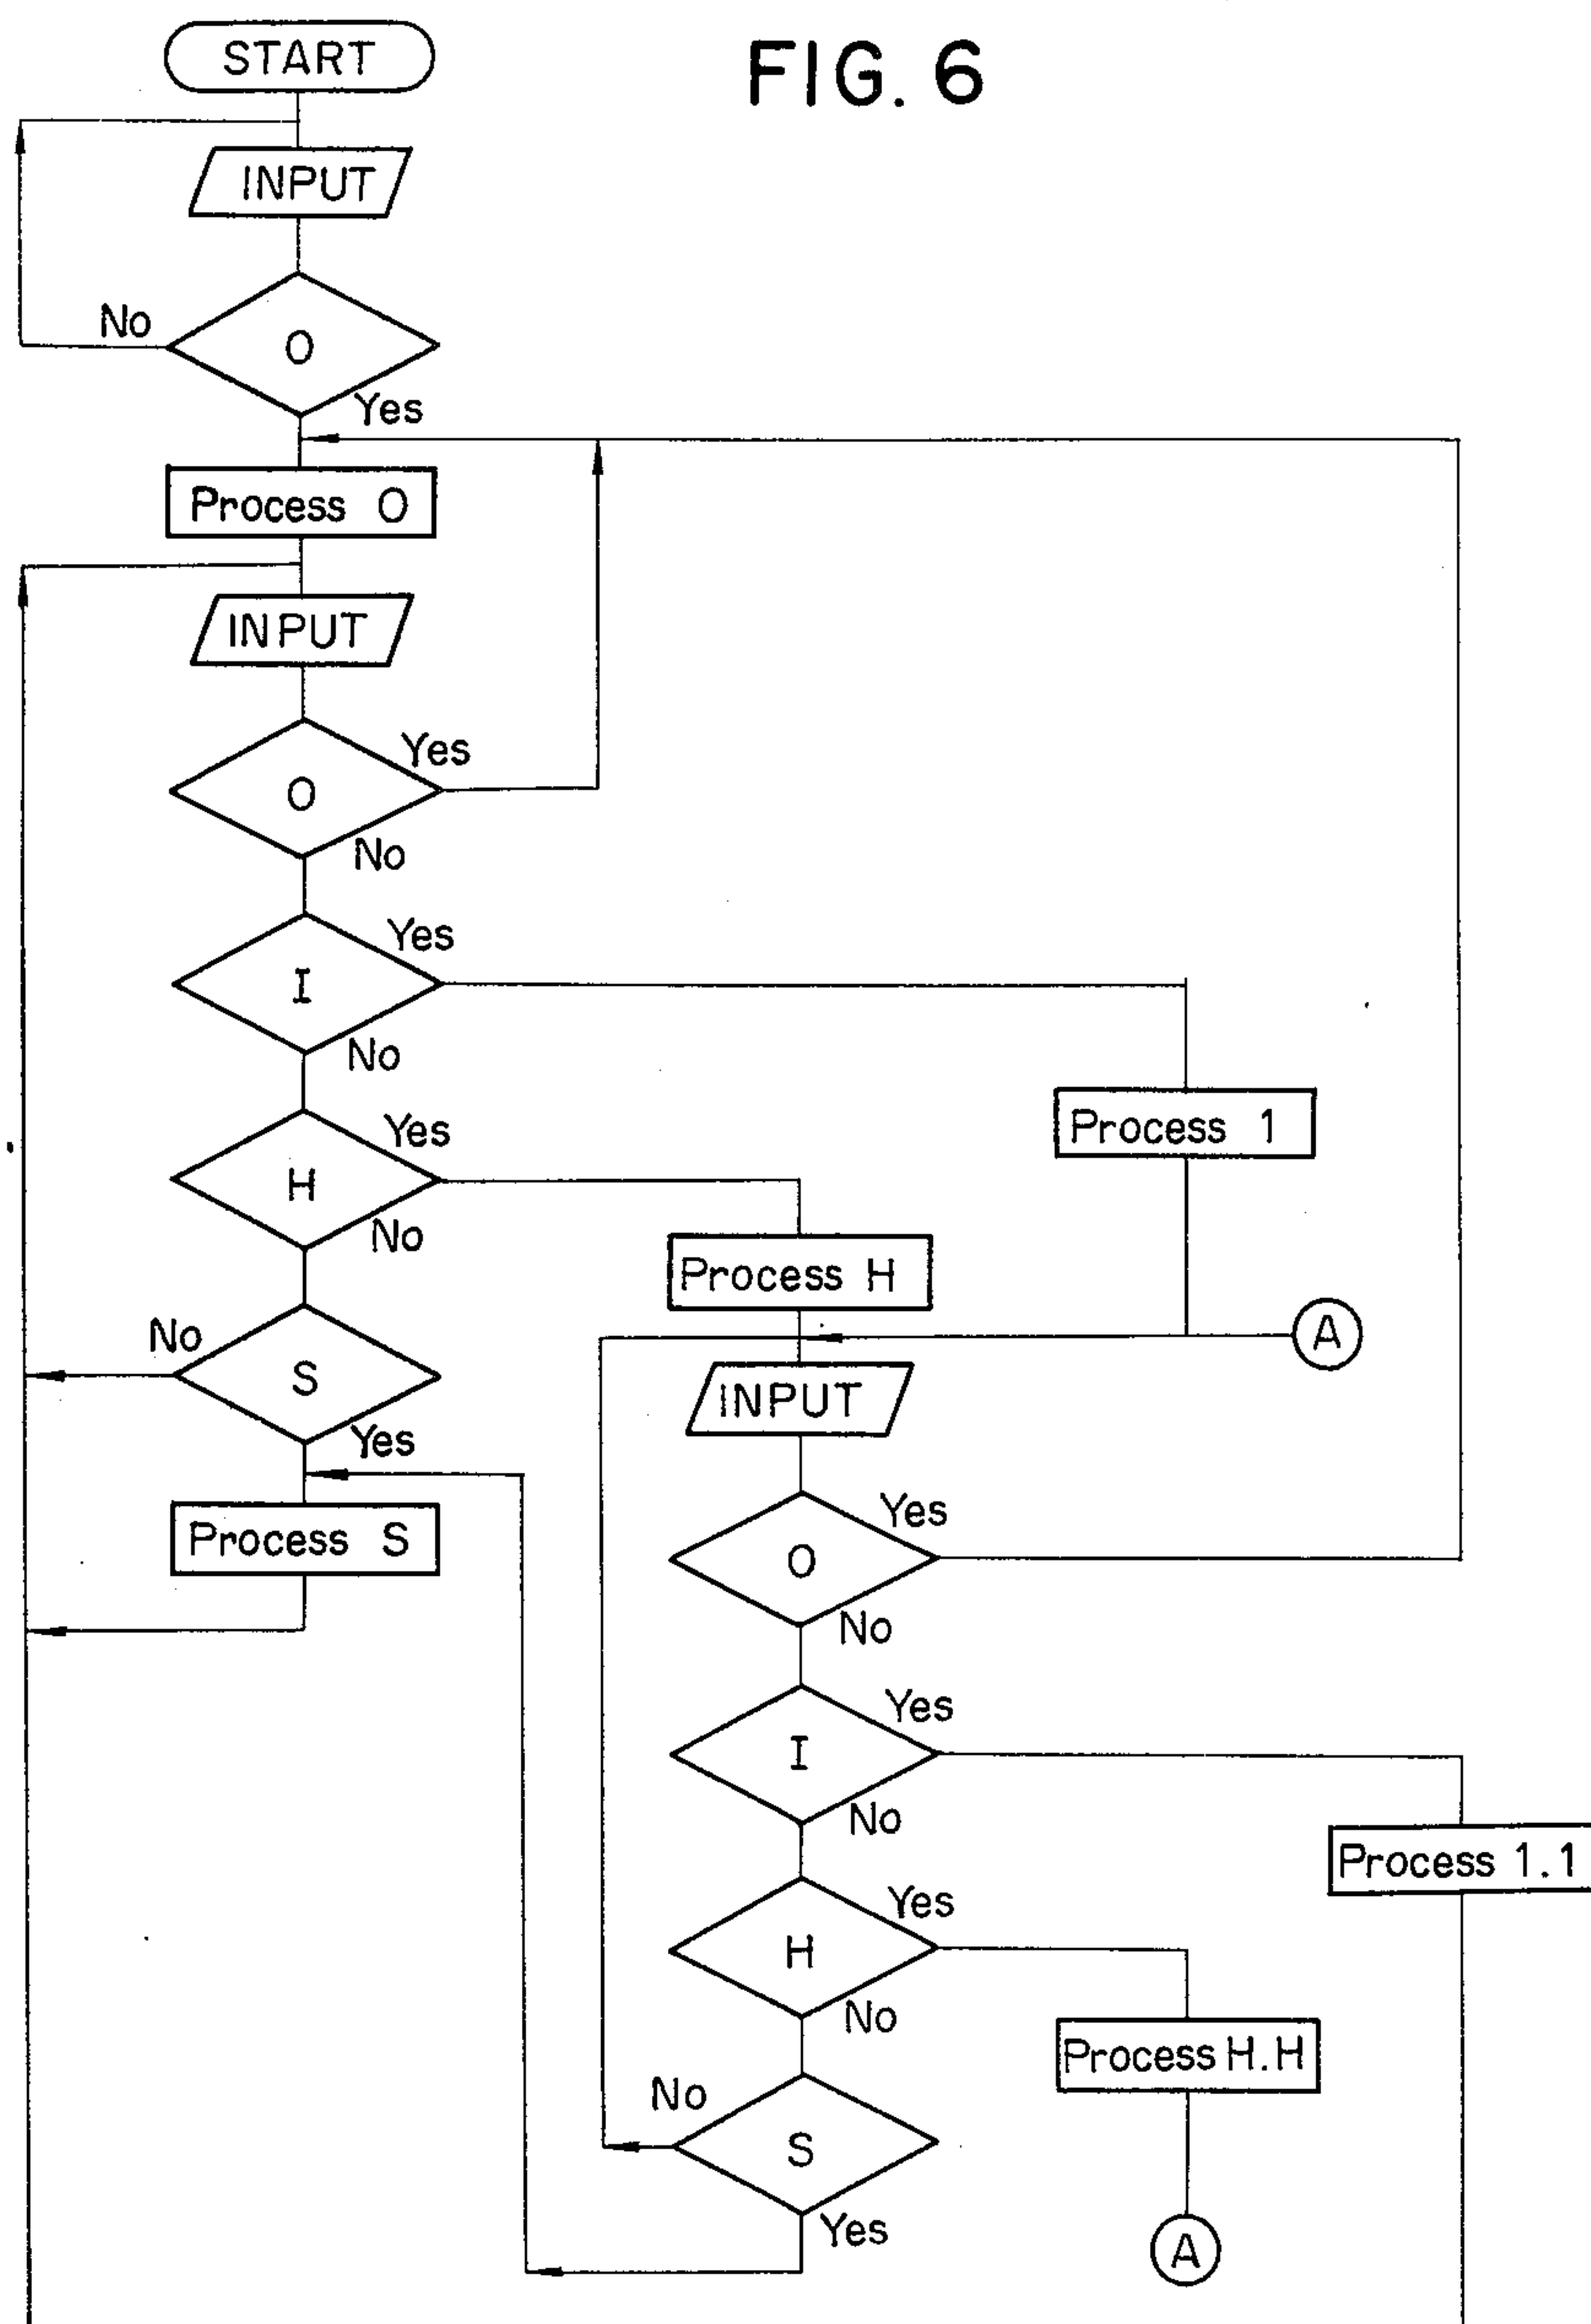 FIG. 6
START
INPUT
O
No
Yes
Process O
INPUT
O
Yes
No
I
Yes
No
Process 1
H
Yes
No
Process H
A
S
No
Yes
INPUT
Process S
O
Yes
No
I
Yes
No
Process 1.1
H
Yes
No
Process H.H
S
No
Yes
A